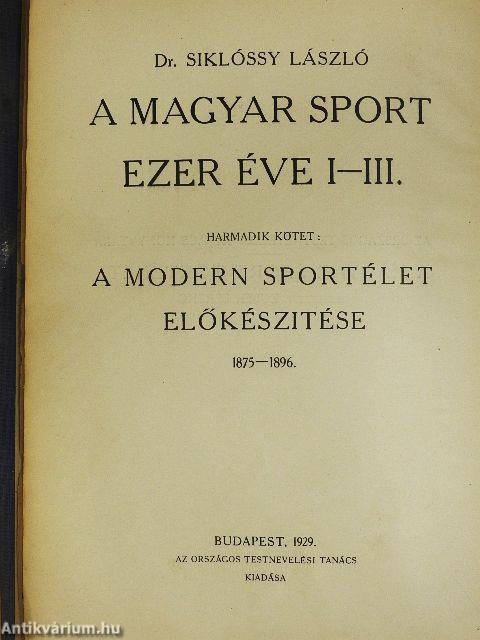 Dr. SIKLÓSSY LÁSZLÓ
A MAGYAR SPORT
EZER ÉVE I—III.
HARMADIK KÖTET:
A MODERN SPORTÉLET
ELŐKÉSZITÉSE
1875—1896.
BUDAPEST, 1929.
AZ ORSZÁGOS TESTNEVELÉSI TANÁCS
KIADÁSA
Antikvárium.hu